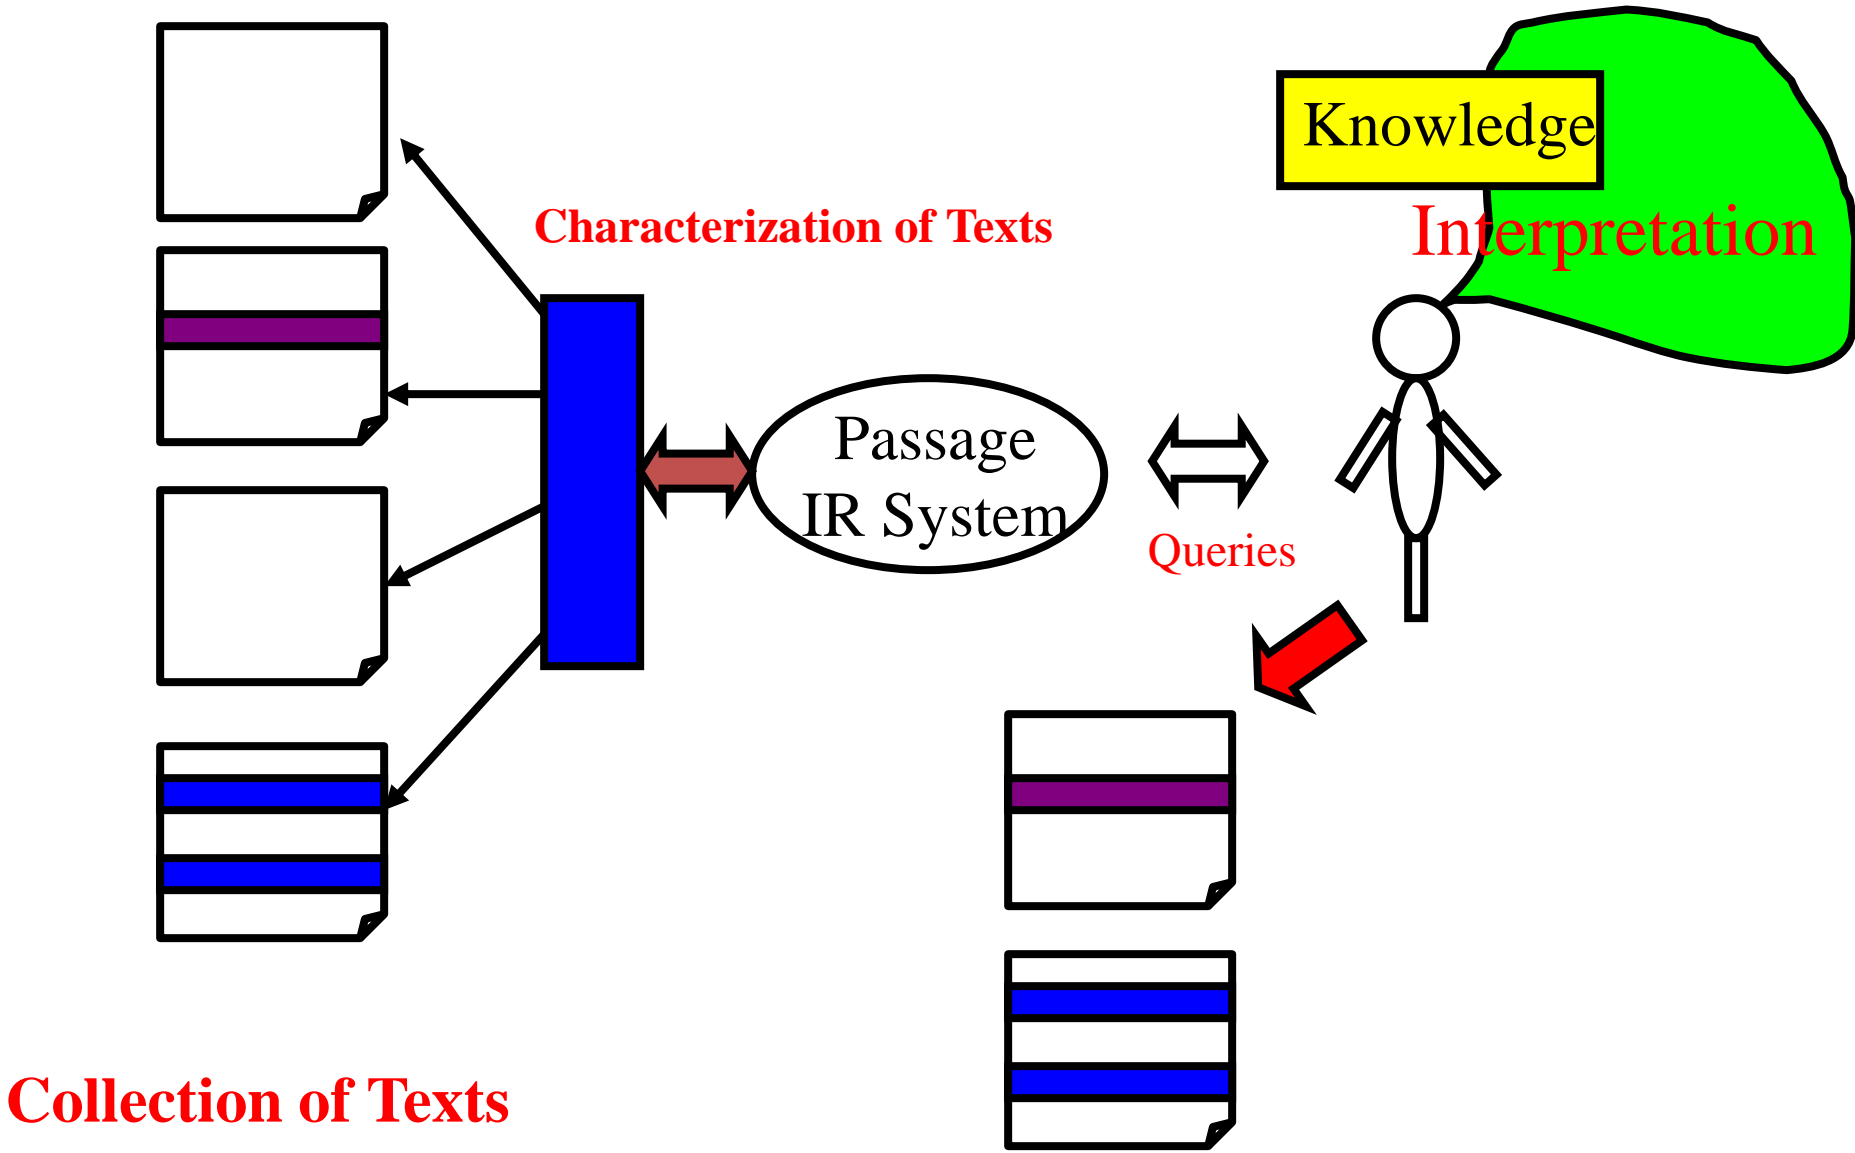 Knowledge
Characterization of Texts
Interpretation
Passage
IR System
Queries
Collection of Texts